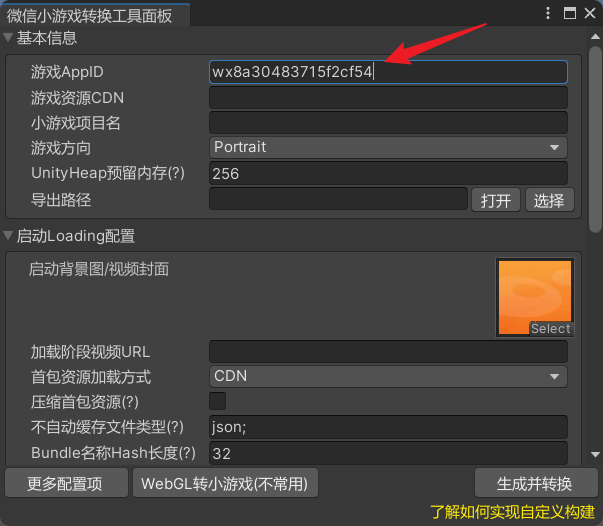 微信小游戏转换工具面板
基本信息
游戏AppID wx8a30483715f2cf54
游戏资源CDN
小游戏项目名
游戏方向 Portrait
UnityHeap预留内存(?) 256
导出路径 打开 选择
启动Loading配置
启动背景图/视频封面
Select
加载阶段视频URL
首包资源加载方式 CDN
压缩首包资源(?)
不自动缓存文件类型(?) json;
Bundle名称Hash长度(?) 32
更多配置项 WebGL转小游戏(不常用) 生成并转换
了解如何实现自定义构建